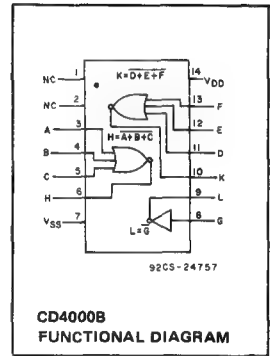 K=D+E+F
NC 1
14 VDD
NC 2
13 F
H=A+B+C
A 3
12 E
B 4
11 D
C 5
10 K
H 6
9 L
VSS 7
8 G
L=G
92CS-24757
CD4000B
FUNCTIONAL DIAGRAM